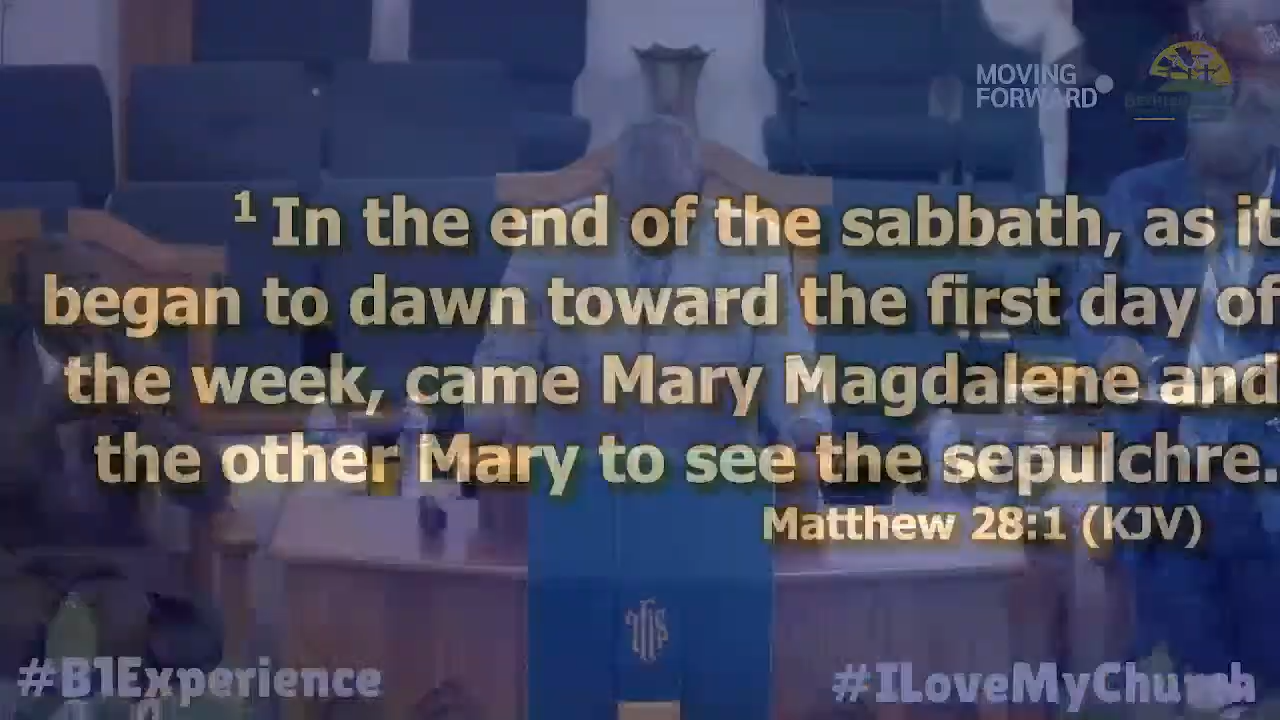 MOVING
FORWARD
1 In the end of the sabbath, as it
began to dawn toward the first day of
the week, came Mary Magdalene and
the other Mary to see the sepulchre.
Matthew 28:1 (KJV)
IHS
#B1Experience
#ILoveMyChurch